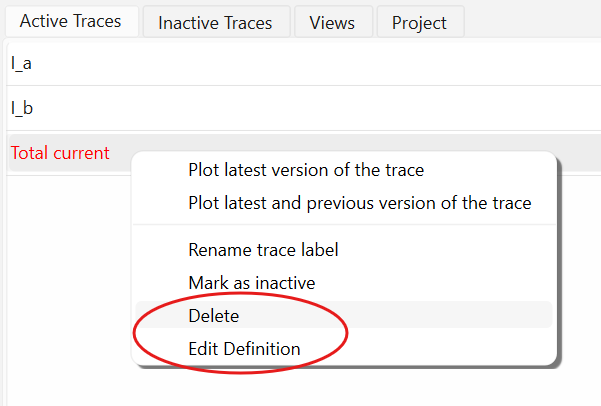 Active Traces
Inactive Traces
Views
Project
I_a
I_b
Total current
Plot latest version of the trace
Plot latest and previous version of the trace
Rename trace label
Mark as inactive
Delete
Edit Definition